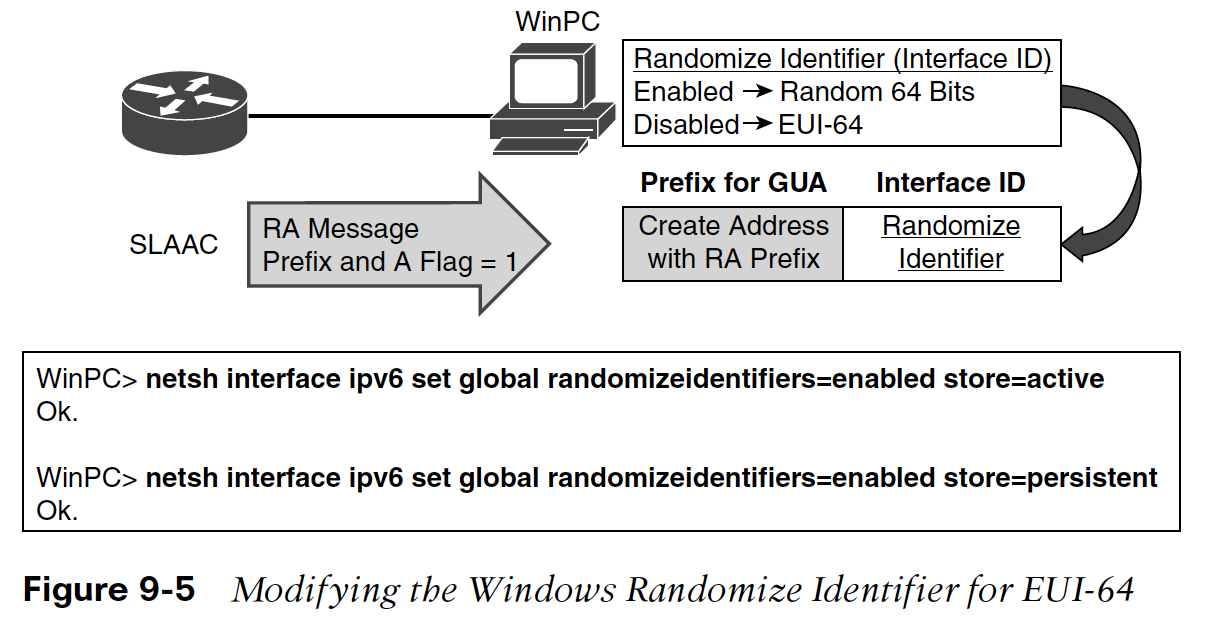 WinPC
Randomize Identifier (Interface ID)
Enabled → Random 64 Bits
Disabled → EUI-64
SLAAC
RA Message
Prefix and A Flag = 1
Prefix for GUA
Interface ID
Create Address
with RA Prefix
Randomize
Identifier
WinPC> netsh interface ipv6 set global randomizeidentifiers=enabled store=active
Ok.
WinPC> netsh interface ipv6 set global randomizeidentifiers=enabled store=persistent
Ok.
Figure 9-5 Modifying the Windows Randomize Identifier for EUI-64